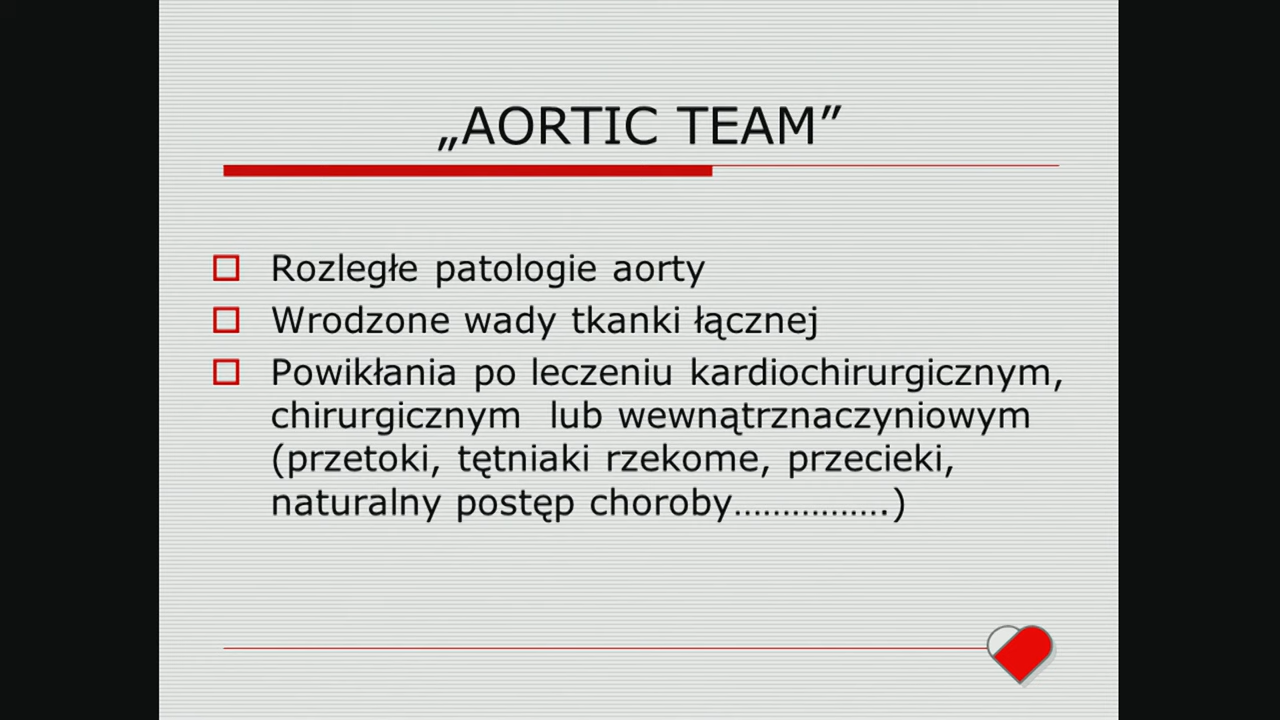 „AORTIC TEAM”
Rozległe patologie aorty
Wrodzone wady tkanki łącznej
Powikłania po leczeniu kardiochirurgicznym,
chirurgicznym lub wewnątrznaczyniowym
(przetoki, tętniaki rzekome, przecieki,
naturalny postęp choroby…………….)